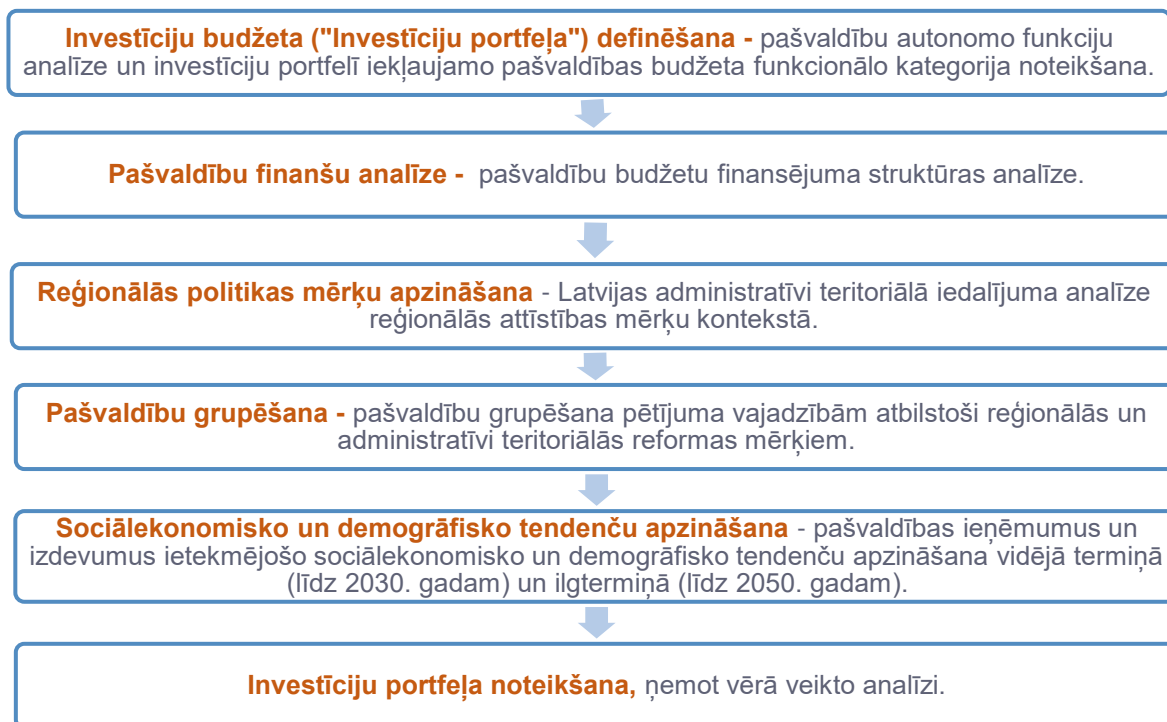 Investīciju budžeta ("Investīciju portfeļa") definēšana - pašvaldību autonomo funkciju
analīze un investīciju portfelī iekļaujamo pašvaldības budžeta funkcionālo kategorija noteikšana.
Pašvaldību finanšu analīze - pašvaldību budžetu finansējuma struktūras analīze.
Reģionālās politikas mērķu apzināšana - Latvijas administratīvi teritoriālā iedalījuma analīze
reģionālās attīstības mērķu kontekstā.
Pašvaldību grupēšana - pašvaldību grupēšana pētījuma vajadzībām atbilstoši reģionālās un
administratīvi teritoriālās reformas mērķiem.
Sociālekonomisko un demogrāfisko tendenču apzināšana - pašvaldības ieņēmumus un
izdevumus ietekmējošo sociālekonomisko un demogrāfisko tendenču apzināšana vidējā termiņā
(līdz 2030. gadam) un ilgtermiņā (līdz 2050. gadam).
Investīciju portfeļa noteikšana, ņemot vērā veikto analīzi.